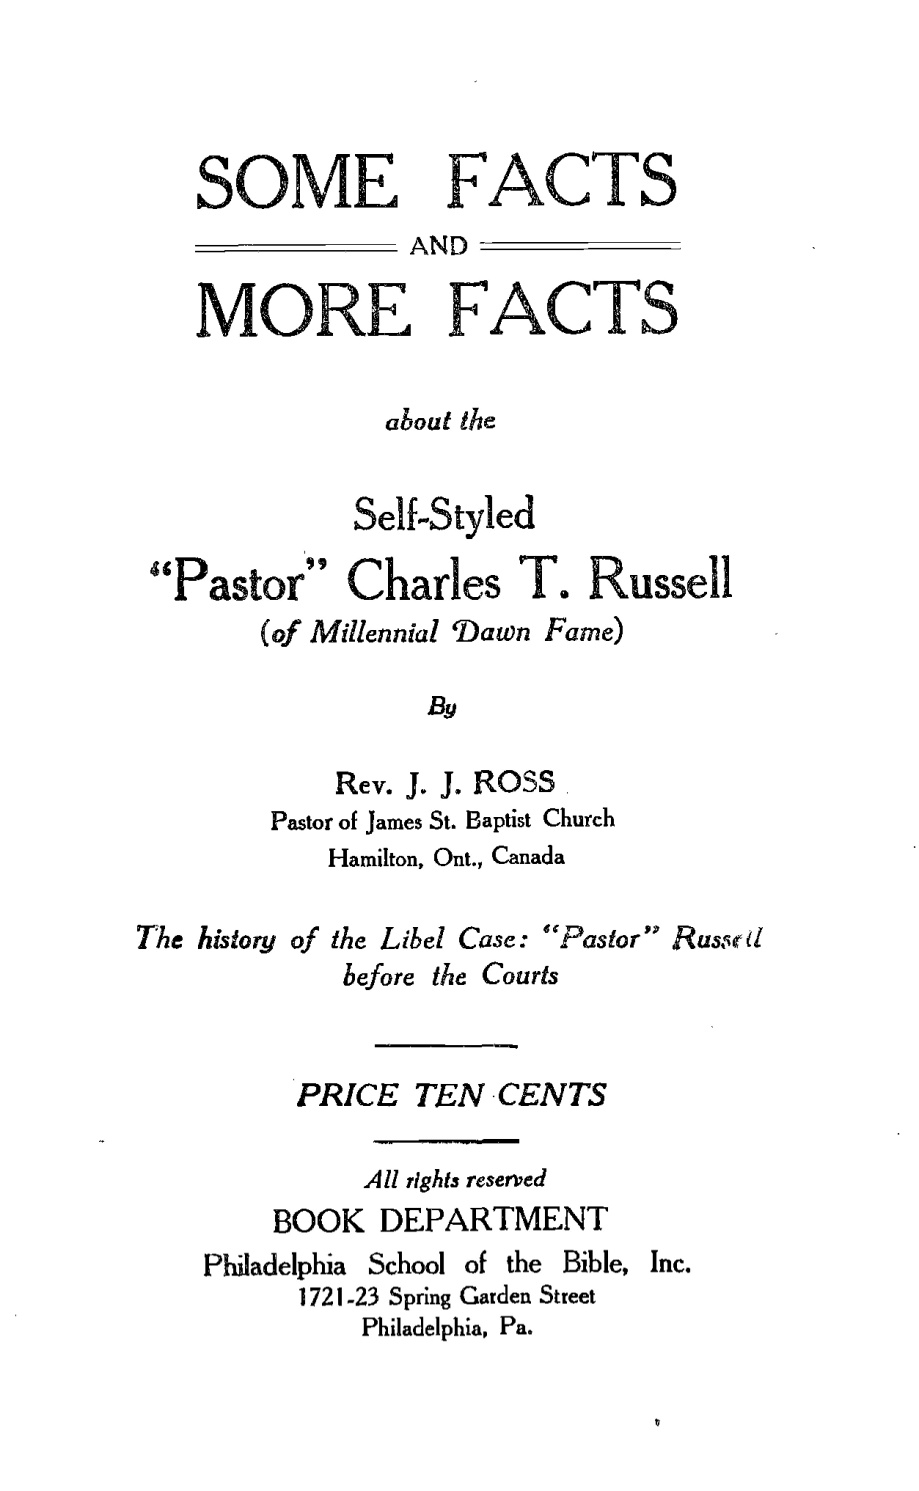 SOME FACTS
AND
MORE FACTS
about the
Self-Styled
“Pastor” Charles T. Russell
(of Millennial Dawn Fame)
By
Rev. J. J. ROSS
Pastor of James St. Baptist Church
Hamilton, Ont., Canada
The history of the Libel Case: “Pastor” Russell
before the Courts
PRICE TEN CENTS
All rights reserved
BOOK DEPARTMENT
Philadelphia School of the Bible, Inc.
1721-23 Spring Garden Street
Philadelphia, Pa.